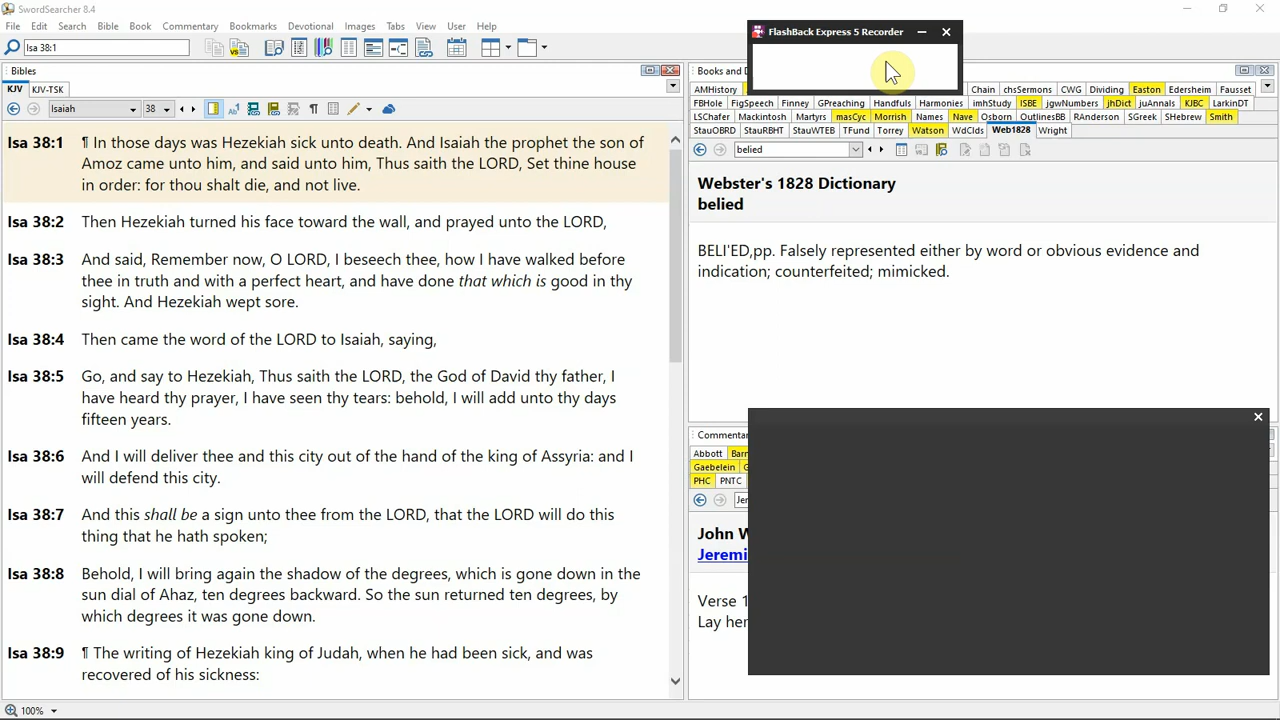 SwordSearcher 8.4
File Edit Search Bible Book Commentary Bookmarks Devotional Images Tabs View User Help
Isa 38:1
Bibles
KJV KJV-TSK
Isaiah 38
Isa 38:1 ¶ In those days was Hezekiah sick unto death. And Isaiah the prophet the son of
Amoz came unto him, and said unto him, Thus saith the LORD, Set thine house
in order: for thou shalt die, and not live.
Isa 38:2 Then Hezekiah turned his face toward the wall, and prayed unto the LORD,
Isa 38:3 And said, Remember now, O LORD, I beseech thee, how I have walked before
thee in truth and with a perfect heart, and have done that which is good in thy
sight. And Hezekiah wept sore.
Isa 38:4 Then came the word of the LORD to Isaiah, saying,
Isa 38:5 Go, and say to Hezekiah, Thus saith the LORD, the God of David thy father, I
have heard thy prayer, I have seen thy tears: behold, I will add unto thy days
fifteen years.
Isa 38:6 And I will deliver thee and this city out of the hand of the king of Assyria: and I
will defend this city.
Isa 38:7 And this shall be a sign unto thee from the LORD, that the LORD will do this
thing that he hath spoken;
Isa 38:8 Behold, I will bring again the shadow of the degrees, which is gone down in the
sun dial of Ahaz, ten degrees backward. So the sun returned ten degrees, by
which degrees it was gone down.
Isa 38:9 ¶ The writing of Hezekiah king of Judah, when he had been sick, and was
recovered of his sickness:
100%
FlashBack Express 5 Recorder
Books and D
AMHistory Chain chsSermons CWG Dividing Easton Edersheim Fausset
FBHole FigSpeech Finney GPreaching Handfuls Harmonies imhStudy ISBE jgwNumbers jhDict juAnnals KJBC LarkinDT
LSChafer Mackintosh Martyrs masCyc Morrish Names Nave Osborn OutlinesBB RAnderson SGreek SHebrew Smith
StauOBRD StauRBHT StauWTEB TFund Torrey Watson WdClds Web1828 Wright
belied
Webster's 1828 Dictionary
belied
BELI'ED,pp. Falsely represented either by word or obvious evidence and
indication; counterfeited; mimicked.
Commentar
Abbott Barn
Gaebelein G
PHC PNTC
Jer
John W
Jeremi
Verse 1
Lay her